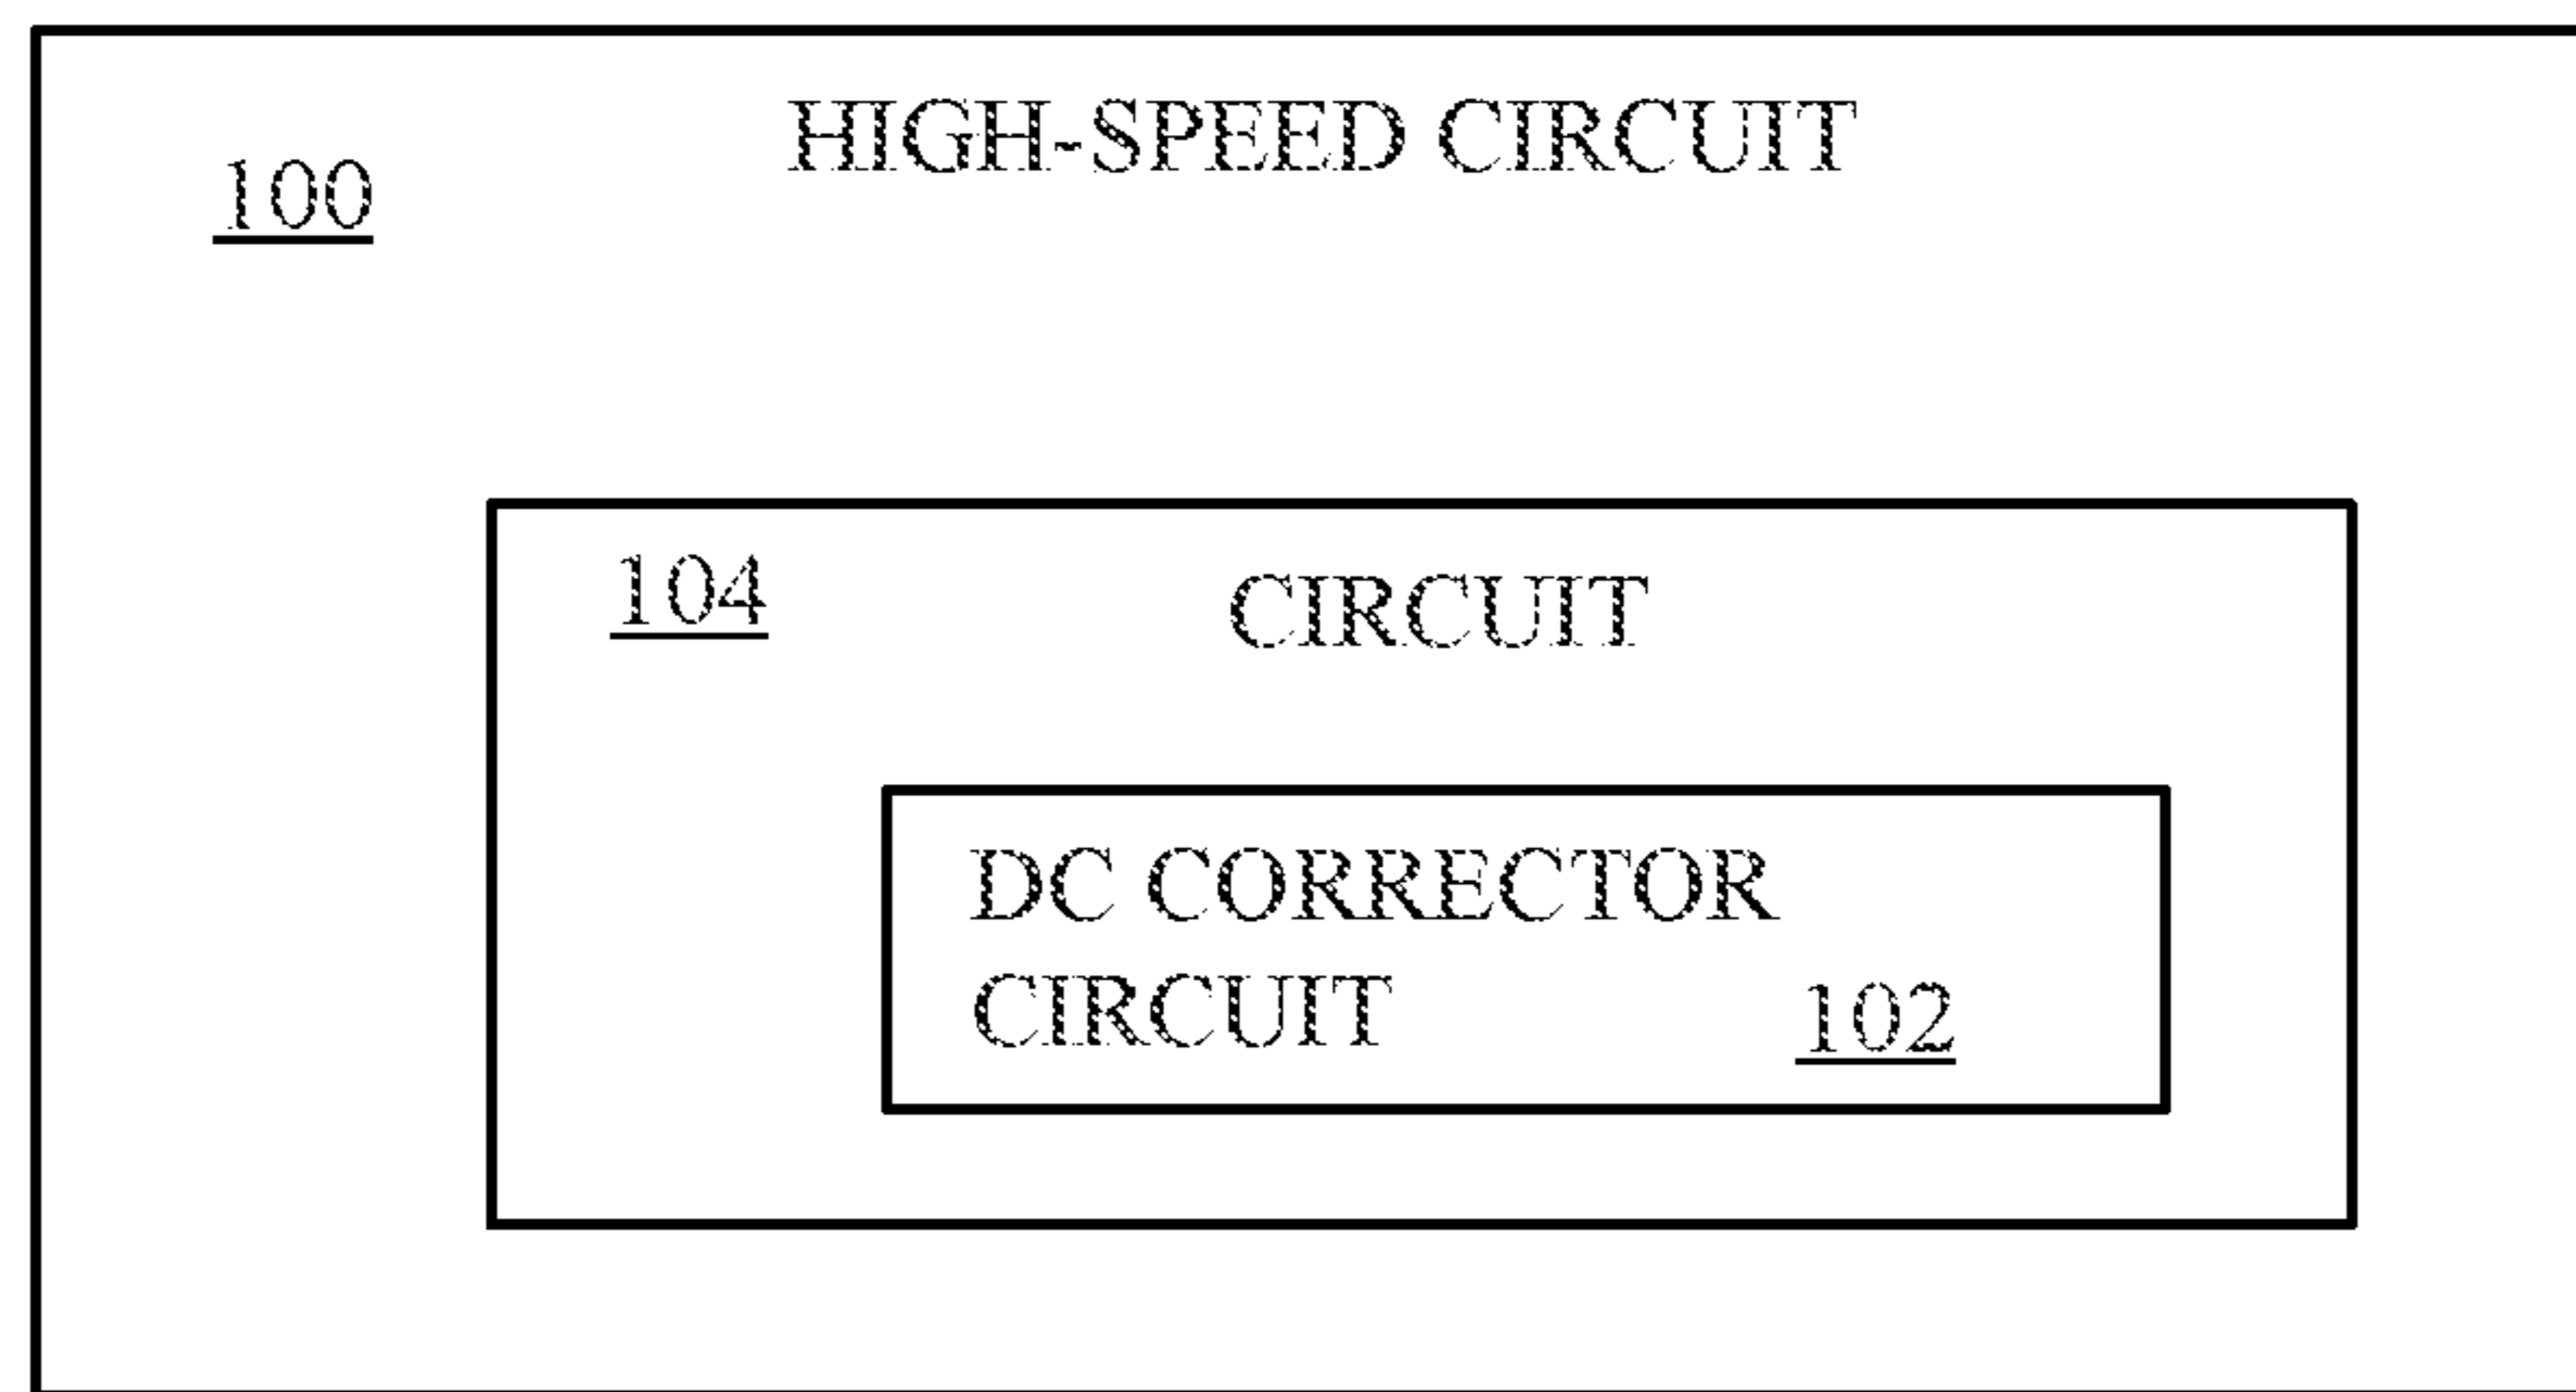 HIGH-SPEED CIRCUIT
100
104
CIRCUIT
DC CORRECTOR
CIRCUIT
102